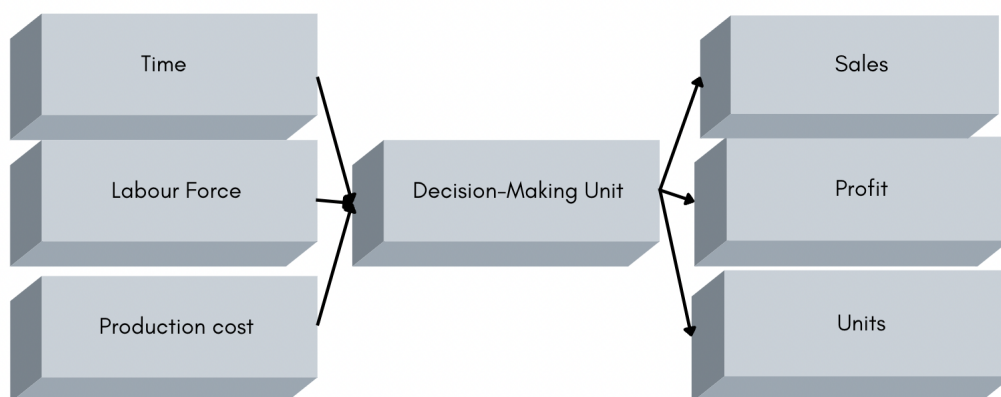 Time
Labour Force
Production cost
Decision-Making Unit
Sales
Profit
Units